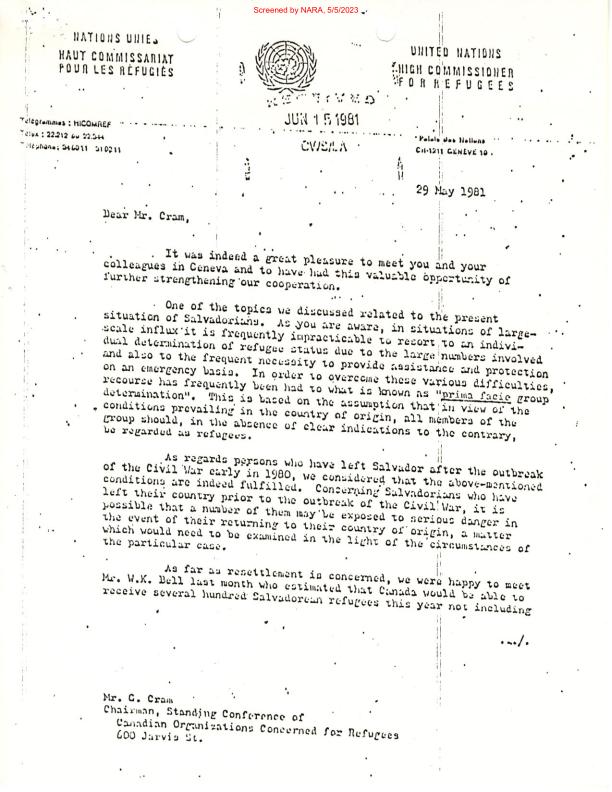 Screened by NARA, 5/5/2023
NATIONS UNIES
HAUT COMMISSARIAT
POUR LES RÉFUGIÉS
UNITED NATIONS
HIGH COMMISSIONER
FOR REFUGEES
RECEIVED
JUN 15 1981
Télégrammes : HICOMREF
Télex : 22.212 ou 22.344
Téléphone: 346011 310211
Palais des Nations
CH-1211 GENÈVE 10
29 May 1981
Dear Mr. Cram,
It was indeed a great pleasure to meet you and your
colleagues in Geneva and to have had this valuable opportunity of
further strengthening our cooperation.
One of the topics we discussed related to the present
situation of Salvadorians. As you are aware, in situations of large-
scale influx it is frequently impracticable to resort to an indivi-
dual determination of refugee status due to the large numbers involved
and also to the frequent necessity to provide assistance and protection
on an emergency basis. In order to overcome these various difficulties,
recourse has frequently been had to what is known as "prima facie group
determination". This is based on the assumption that in view of the
conditions prevailing in the country of origin, all members of the
group should, in the absence of clear indications to the contrary,
be regarded as refugees.
As regards persons who have left Salvador after the outbreak
of the Civil War early in 1980, we considered that the above-mentioned
conditions are indeed fulfilled. Concerning Salvadorians who have
left their country prior to the outbreak of the Civil War, it is
possible that a number of them may be exposed to serious danger in
the event of their returning to their country of origin, a matter
which would need to be examined in the light of the circumstances of
the particular case.
As far as resettlement is concerned, we were happy to meet
Mr. W.K. Bell last month who estimated that Canada would be able to
receive several hundred Salvadorean refugees this year not including
.../.
Mr. G. Cram
Chairman, Standing Conference of
Canadian Organizations Concerned for Refugees
600 Jarvis St.